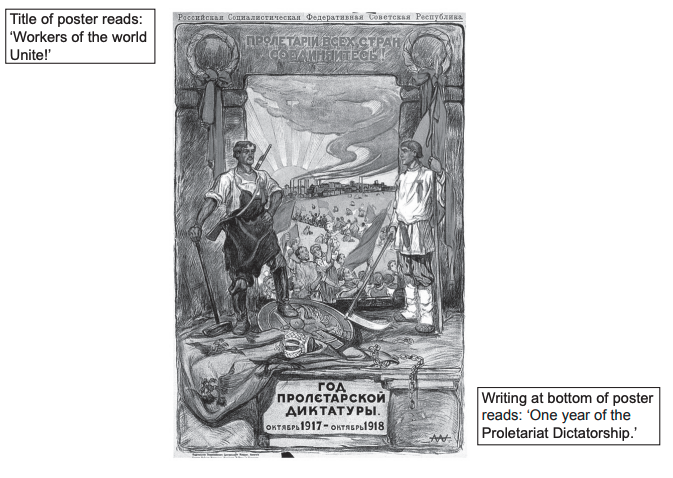 Title of poster reads:
‘Workers of the world
Unite!’
Российская Социалистическая Федеративная Советская Республика
ПРОЛЕТАРІИ ВСЕХ СТРАН
СОЕДИНЯЙТЕСЬ!
ГОД
ПРОЛЕТАРСКОЙ
ДИКТАТУРЫ.
ОКТЯБРЬ 1917 – ОКТЯБРЬ 1918
Writing at bottom of poster
reads: ‘One year of the
Proletariat Dictatorship.’